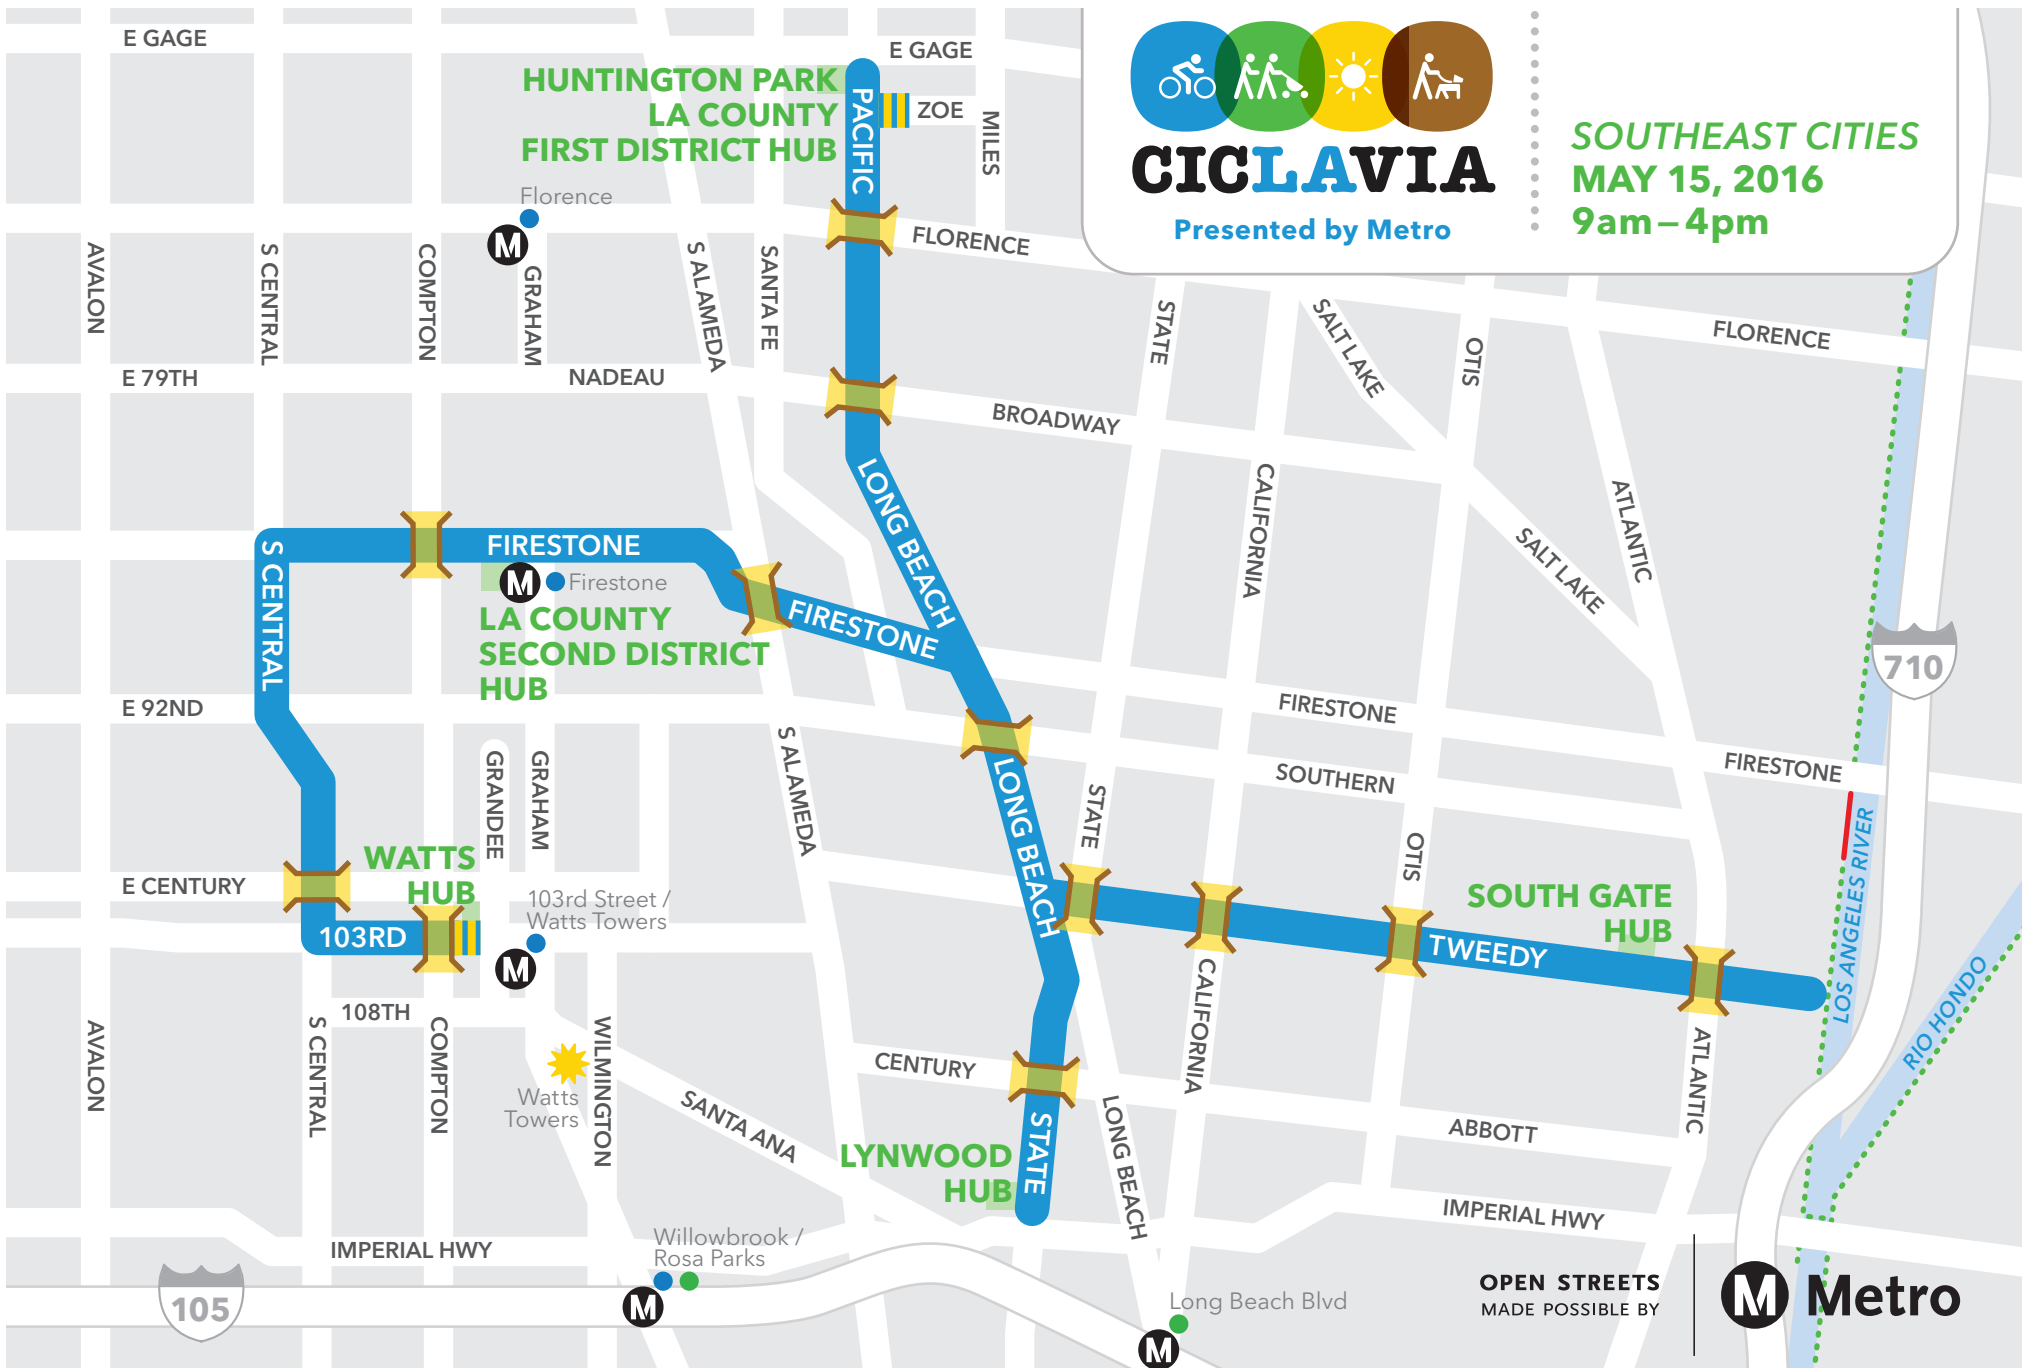 E GAGE
E GAGE
HUNTINGTON PARK
LA COUNTY
FIRST DISTRICT HUB
PACIFIC
ZOE
MILES
CICLAVIA
Presented by Metro
SOUTHEAST CITIES
MAY 15, 2016
9am – 4pm
Florence
M
AVALON
S CENTRAL
COMPTON
GRAHAM
S ALAMEDA
SANTA FE
FLORENCE
STATE
SALT LAKE
OTIS
FLORENCE
E 79TH
NADEAU
BROADWAY
LONG BEACH
CALIFORNIA
ATLANTIC
SALT LAKE
S CENTRAL
FIRESTONE
M
Firestone
FIRESTONE
LA COUNTY
SECOND DISTRICT
HUB
710
E 92ND
FIRESTONE
FIRESTONE
SOUTHERN
GRANDEE
GRAHAM
S ALAMEDA
LONG BEACH
STATE
OTIS
LOS ANGELES RIVER
WATTS
HUB
E CENTURY
103rd Street /
Watts Towers
M
103RD
SOUTH GATE
HUB
TWEEDY
RIO HONDO
108TH
AVALON
S CENTRAL
COMPTON
WILMINGTON
Watts
Towers
SANTA ANA
CENTURY
CALIFORNIA
ATLANTIC
LONG BEACH
ABBOTT
STATE
LYNWOOD
HUB
IMPERIAL HWY
IMPERIAL HWY
Willowbrook /
Rosa Parks
M
105
Long Beach Blvd
M
OPEN STREETS
MADE POSSIBLE BY
M Metro